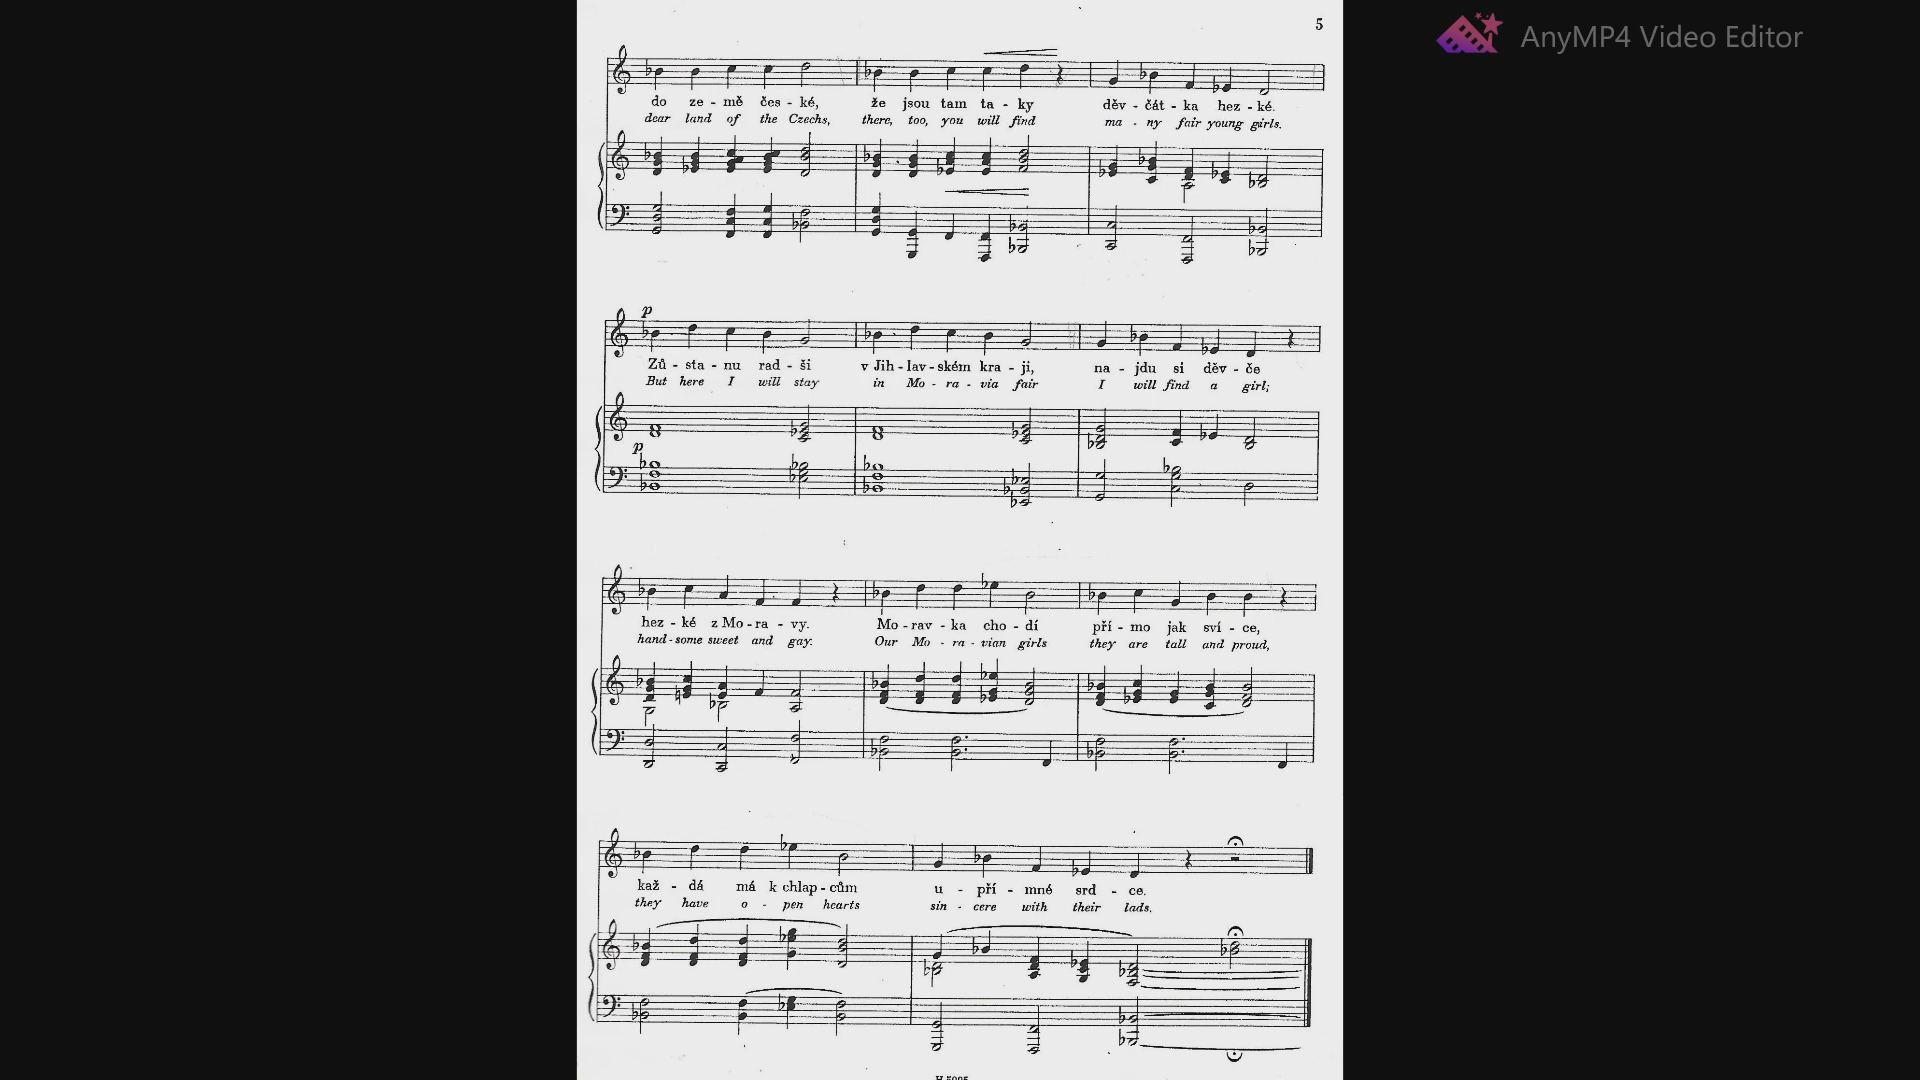 5
AnyMP4 Video Editor
do ze - mě čes - ké, že jsou tam ta - ky děv - čát - ka hez - ké.
dear land of the Czechs, there, too, you will find ma - ny fair young girls.
p
Zů - sta - nu rad - ši v Jih - lav - ském kra - ji, na - jdu si děv - če
But here I will stay in Mo - ra - via fair I will find a girl;
p
hez - ké z Mo - ra - vy. Mo - rav - ka cho - dí pří - mo jak sví - ce,
hand - some sweet and gay. Our Mo - ra - vian girls they are tall and proud,
kaž - dá má k chlap - cům u - pří - mné srd - ce.
they have o - pen hearts sin - cere with their lads.